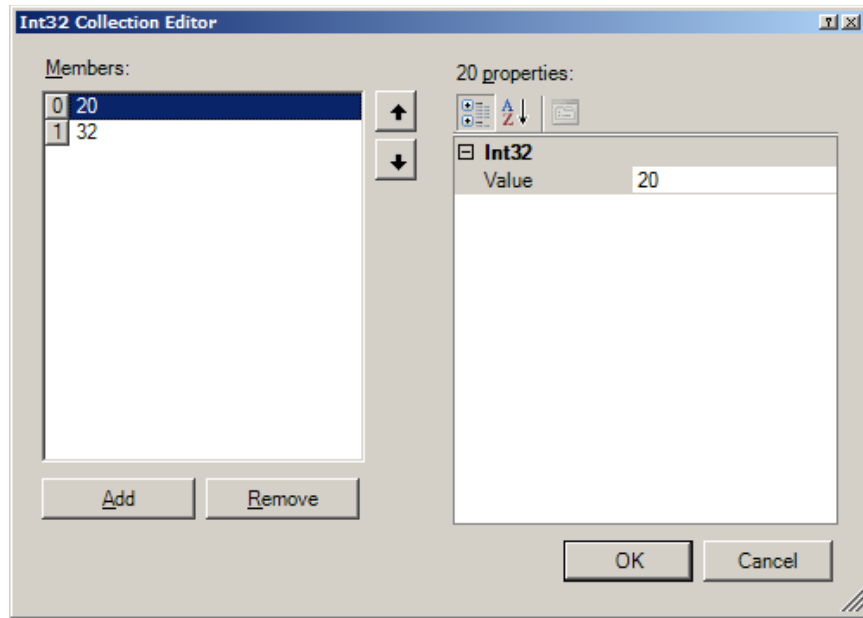 Int32 Collection Editor
Members:
0 20
1 32
Add
Remove
20 properties:
A
Z
Int32
Value 20
OK
Cancel